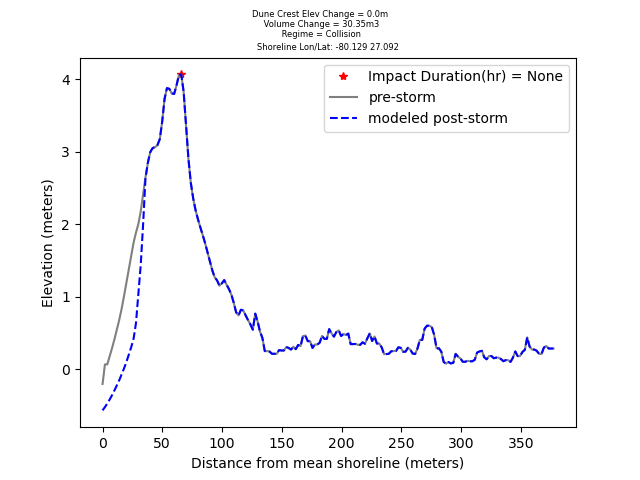 Dune Crest Elev Change = 0.0m
Volume Change = 30.35m3
Regime = Collision
Shoreline Lon/Lat: -80.129 27.092
Impact Duration(hr) = None
pre-storm
modeled post-storm
Elevation (meters)
4
3
2
1
0
0 50 100 150 200 250 300 350
Distance from mean shoreline (meters)